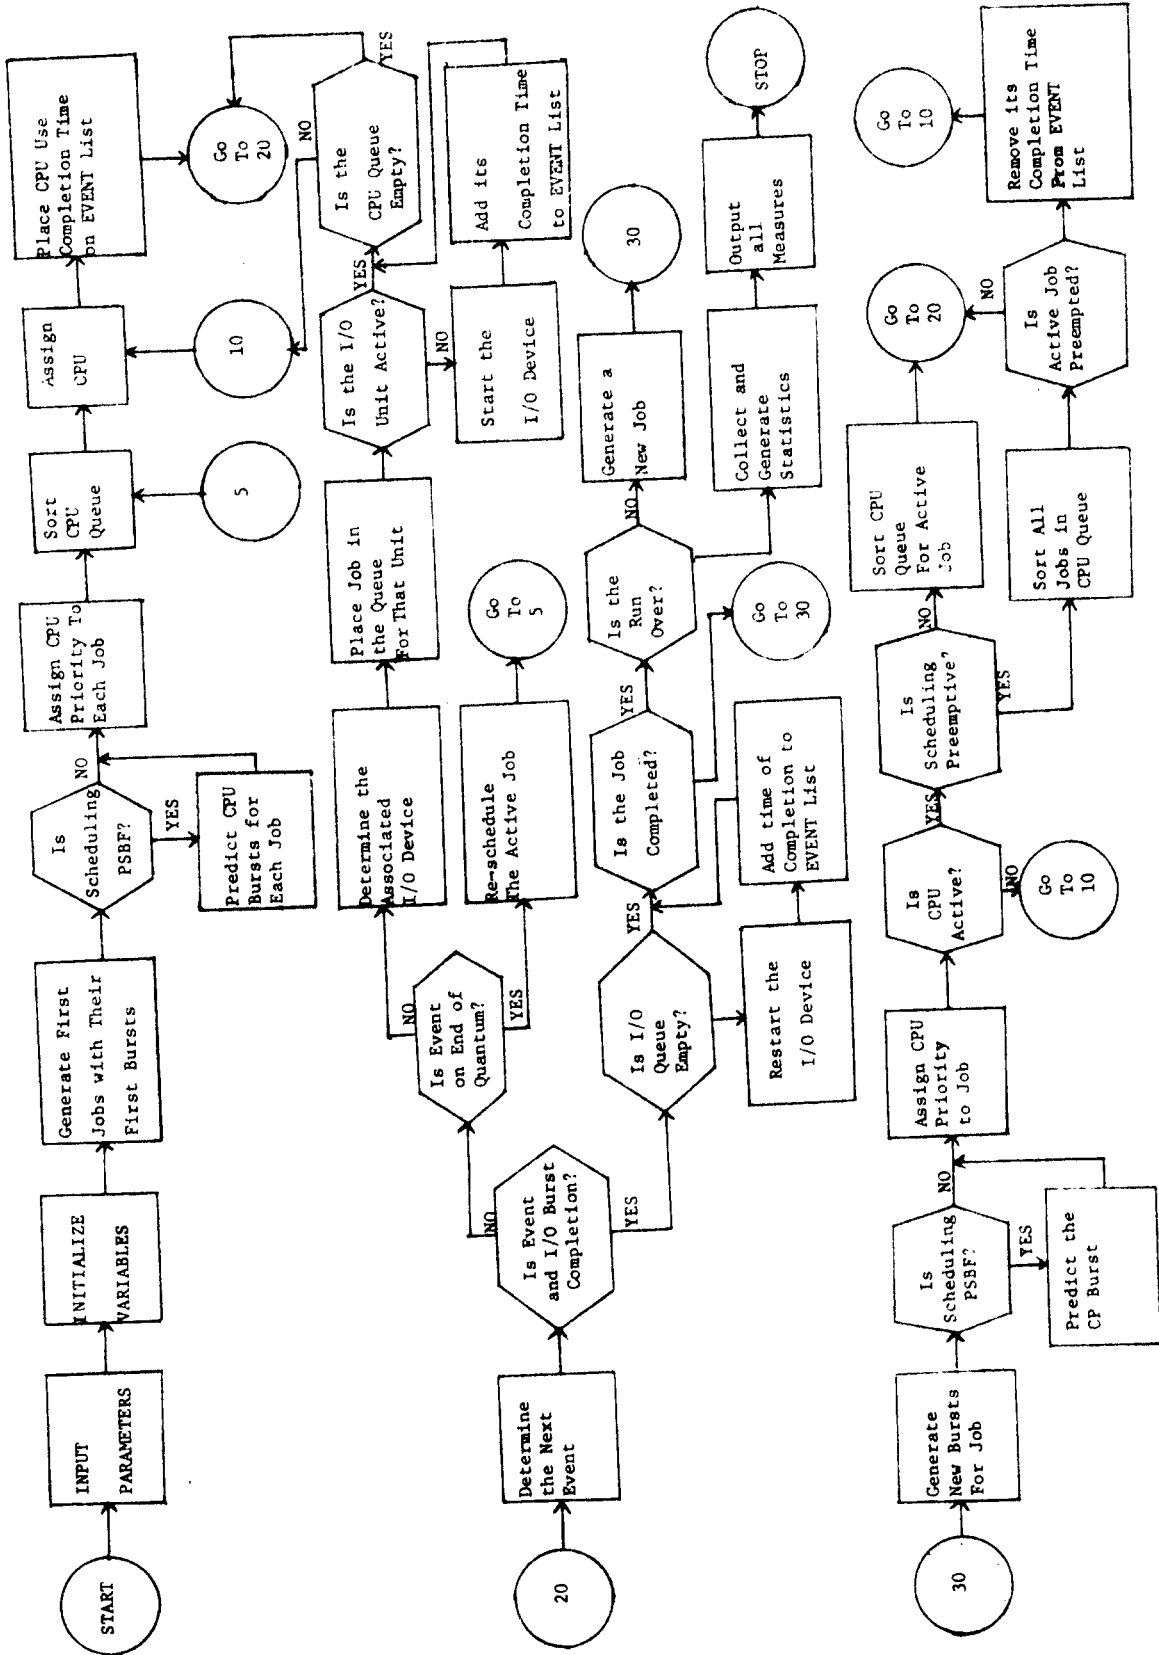 START
INPUT
PARAMETERS
INITIALIZE
VARIABLES
Generate First
Jobs with Their
First Bursts
Is
Scheduling
PSBF?
NO
YES
Predict CPU
Bursts for
Each Job
Assign CPU
Priority To
Each Job
Sort
CPU
Queue
5
Assign
CPU
10
Place CPU Use
Completion Time
on EVENT List
Go
To
20
20
Determine
the Next
Event
Is Event
and I/O Burst
Completion?
NO
YES
Is Event
on End of
Quantum?
NO
YES
Determine the
Associated
I/O Device
Place Job in
the Queue
For That Unit
Is the I/O
Unit Active?
YES
NO
Start the
I/O Device
Add its
Completion Time
to EVENT List
Is the
CPU Queue
Empty?
NO
YES
Re-schedule
The Active Job
Go
To
5
Is I/O
Queue
Empty?
YES
Restart the
I/O Device
Add time of
Completion to
EVENT List
Is the Job
Completed?
YES
Go
To
30
Is the
Run
Over?
NO
Generate a
New Job
30
Collect and
Generate
Statistics
Output
all
Measures
STOP
30
Generate
New Bursts
For Job
Is
Scheduling
PSBF?
NO
YES
Predict the
CP Burst
Assign CPU
Priority
to Job
Is
CPU
Active?
YES
NO
Go
To
10
Is
Scheduling
Preemptive?
NO
YES
Sort CPU
Queue
For Active
Job
Go
To
20
Sort All
Jobs in
CPU Queue
Is
Active Job
Preempted?
NO
Remove its
Completion Time
From EVENT
List
Go
To
10